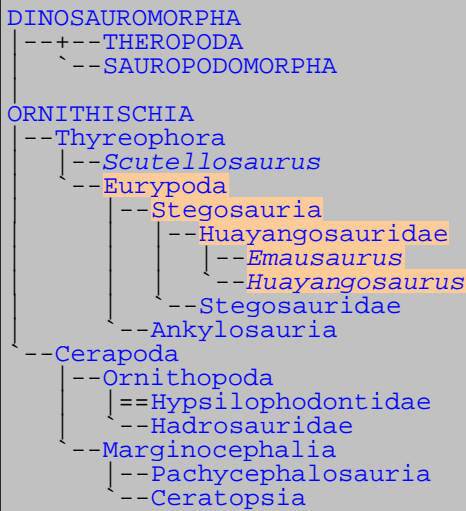 DINOSAUROMORPHA
|--+--THEROPODA
|  `--SAUROPODOMORPHA
|
ORNITHISCHIA
|--Thyreophora
|  |--Scutellosaurus
|  `--Eurypoda
|     |--Stegosauria
|     |  |--Huayangosauridae
|     |  |  |--Emausaurus
|     |  |  `--Huayangosaurus
|     |  `--Stegosauridae
|     `--Ankylosauria
`--Cerapoda
   |--Ornithopoda
   |  |==Hypsilophodontidae
   |  `--Hadrosauridae
   `--Marginocephalia
      |--Pachycephalosauria
      `--Ceratopsia